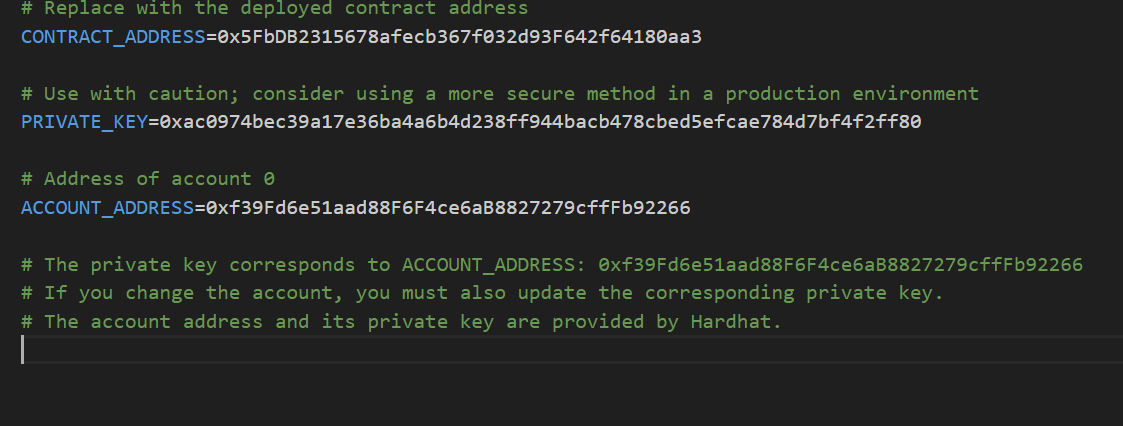 # Replace with the deployed contract address
CONTRACT_ADDRESS=0x5FbDB2315678afecb367f032d93F642f64180aa3
# Use with caution; consider using a more secure method in a production environment
PRIVATE_KEY=0xac0974bec39a17e36ba4a6b4d238ff944bacb478cbed5efcae784d7bf4f2ff80
# Address of account 0
ACCOUNT_ADDRESS=0xf39Fd6e51aad88F6F4ce6aB8827279cffFb92266
# The private key corresponds to ACCOUNT_ADDRESS: 0xf39Fd6e51aad88F6F4ce6aB8827279cffFb92266
# If you change the account, you must also update the corresponding private key.
# The account address and its private key are provided by Hardhat.